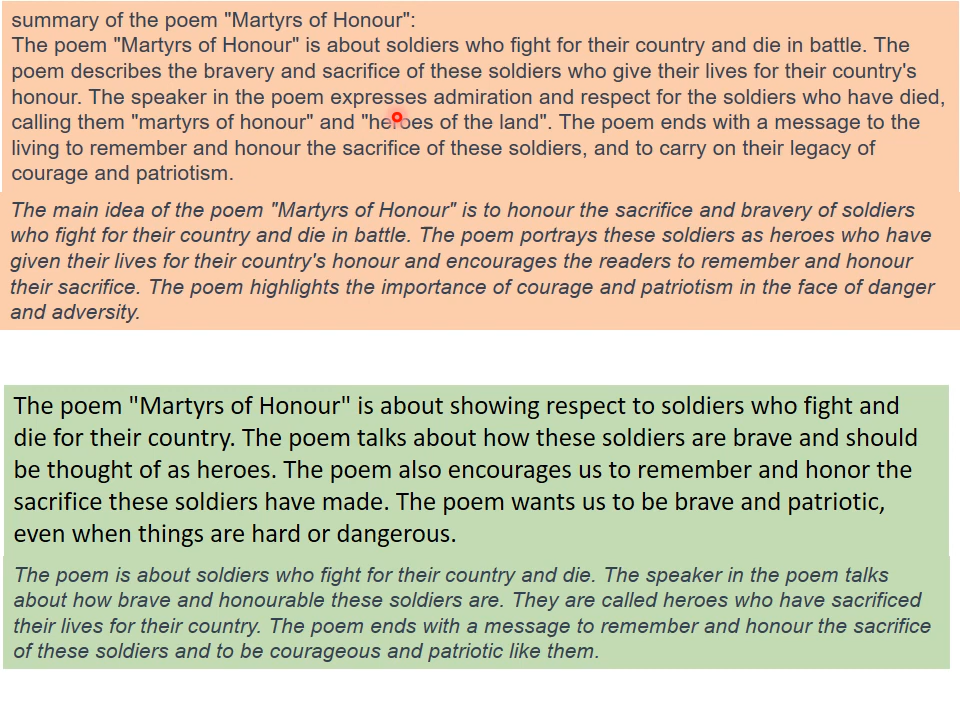 summary of the poem "Martyrs of Honour":
The poem "Martyrs of Honour" is about soldiers who fight for their country and die in battle. The
poem describes the bravery and sacrifice of these soldiers who give their lives for their country's
honour. The speaker in the poem expresses admiration and respect for the soldiers who have died,
calling them "martyrs of honour" and "heroes of the land". The poem ends with a message to the
living to remember and honour the sacrifice of these soldiers, and to carry on their legacy of
courage and patriotism.
The main idea of the poem "Martyrs of Honour" is to honour the sacrifice and bravery of soldiers
who fight for their country and die in battle. The poem portrays these soldiers as heroes who have
given their lives for their country's honour and encourages the readers to remember and honour
their sacrifice. The poem highlights the importance of courage and patriotism in the face of danger
and adversity.
The poem "Martyrs of Honour" is about showing respect to soldiers who fight and
die for their country. The poem talks about how these soldiers are brave and should
be thought of as heroes. The poem also encourages us to remember and honor the
sacrifice these soldiers have made. The poem wants us to be brave and patriotic,
even when things are hard or dangerous.
The poem is about soldiers who fight for their country and die. The speaker in the poem talks
about how brave and honourable these soldiers are. They are called heroes who have sacrificed
their lives for their country. The poem ends with a message to remember and honour the sacrifice
of these soldiers and to be courageous and patriotic like them.